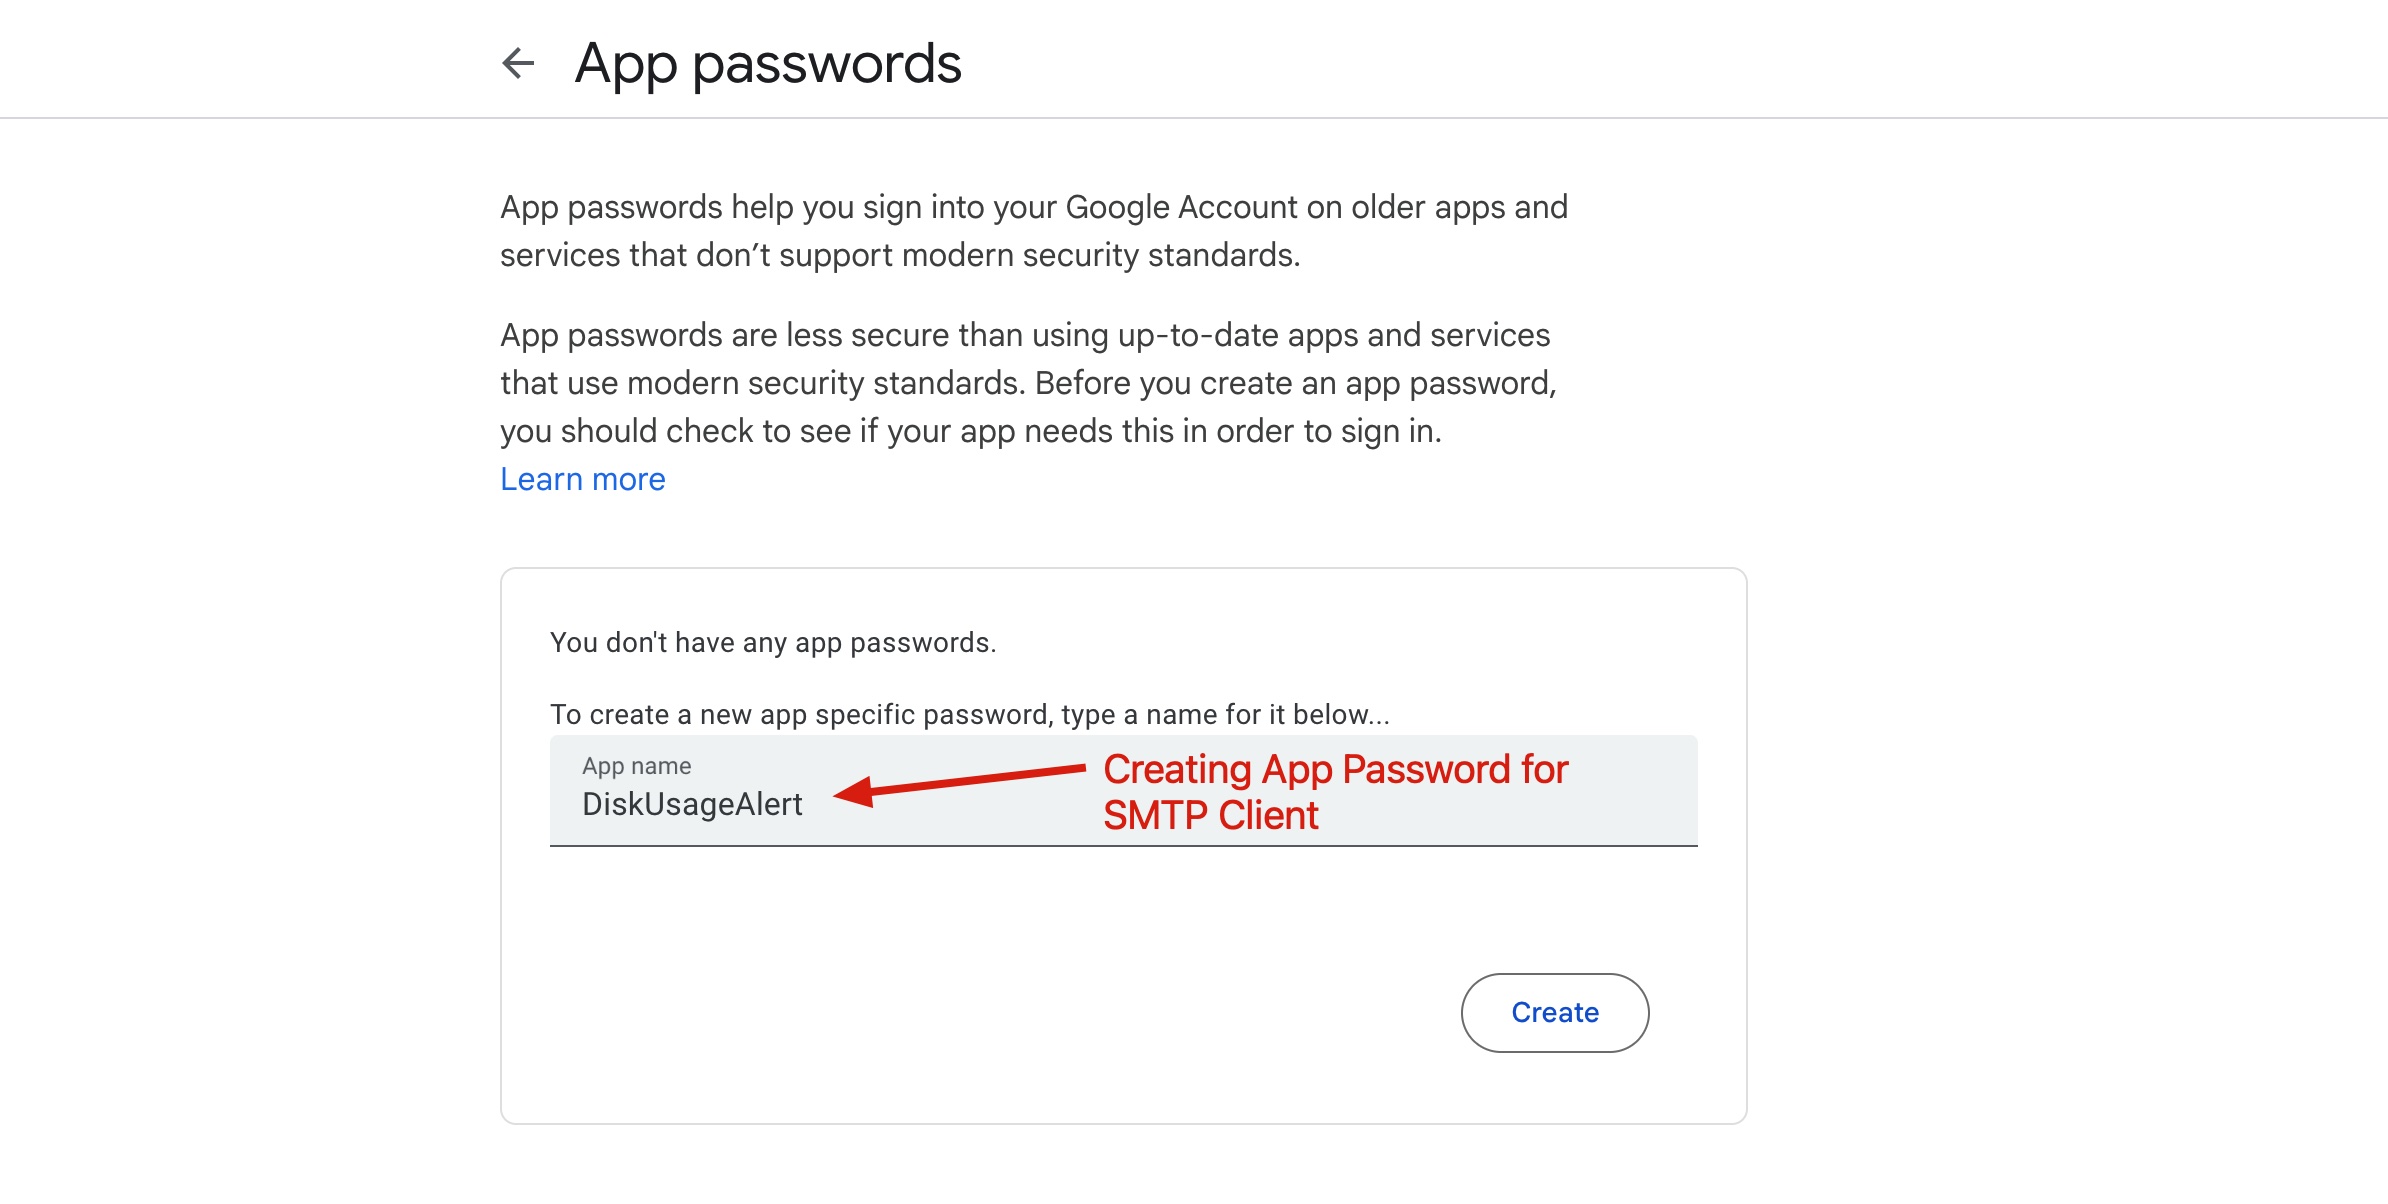 App passwords
App passwords help you sign into your Google Account on older apps and
services that don’t support modern security standards.
App passwords are less secure than using up-to-date apps and services
that use modern security standards. Before you create an app password,
you should check to see if your app needs this in order to sign in.
Learn more
You don't have any app passwords.
To create a new app specific password, type a name for it below...
App name
DiskUsageAlert
Creating App Password for
SMTP Client
Create